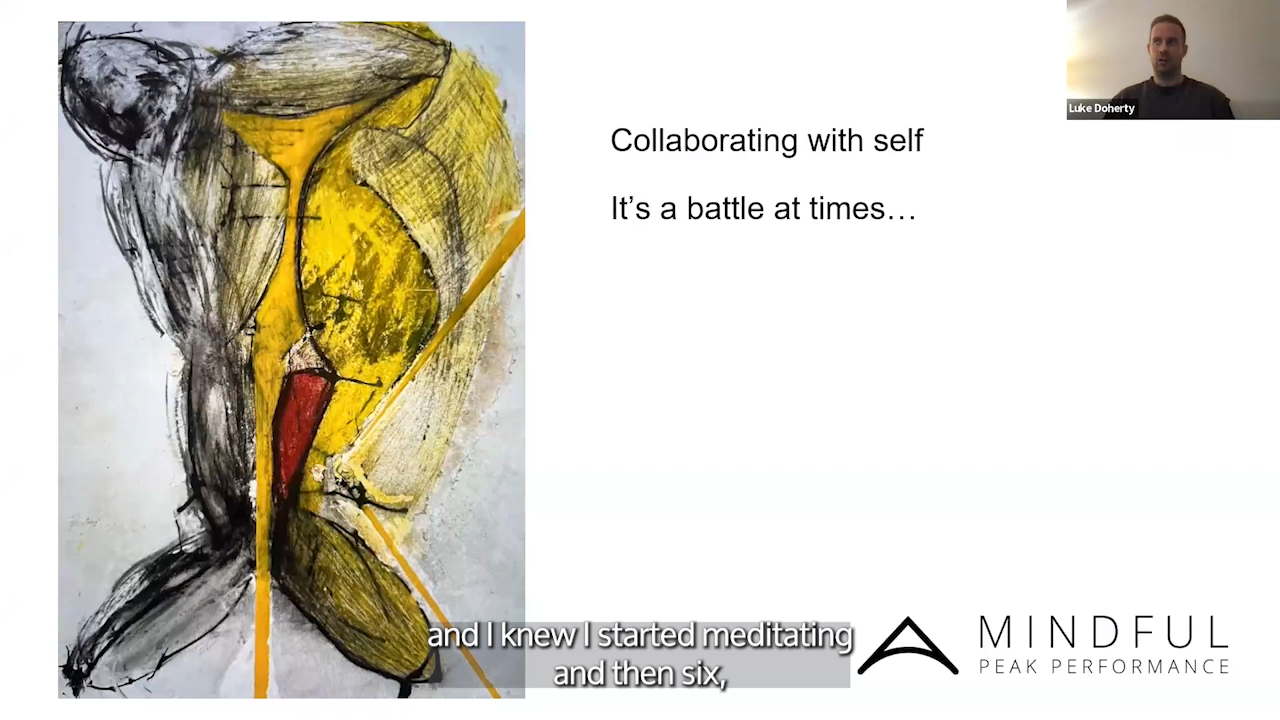 Luke Doherty
Collaborating with self
It's a battle at times…
and I knew I started meditating
and then six,
MINDFUL
PEAK PERFORMANCE